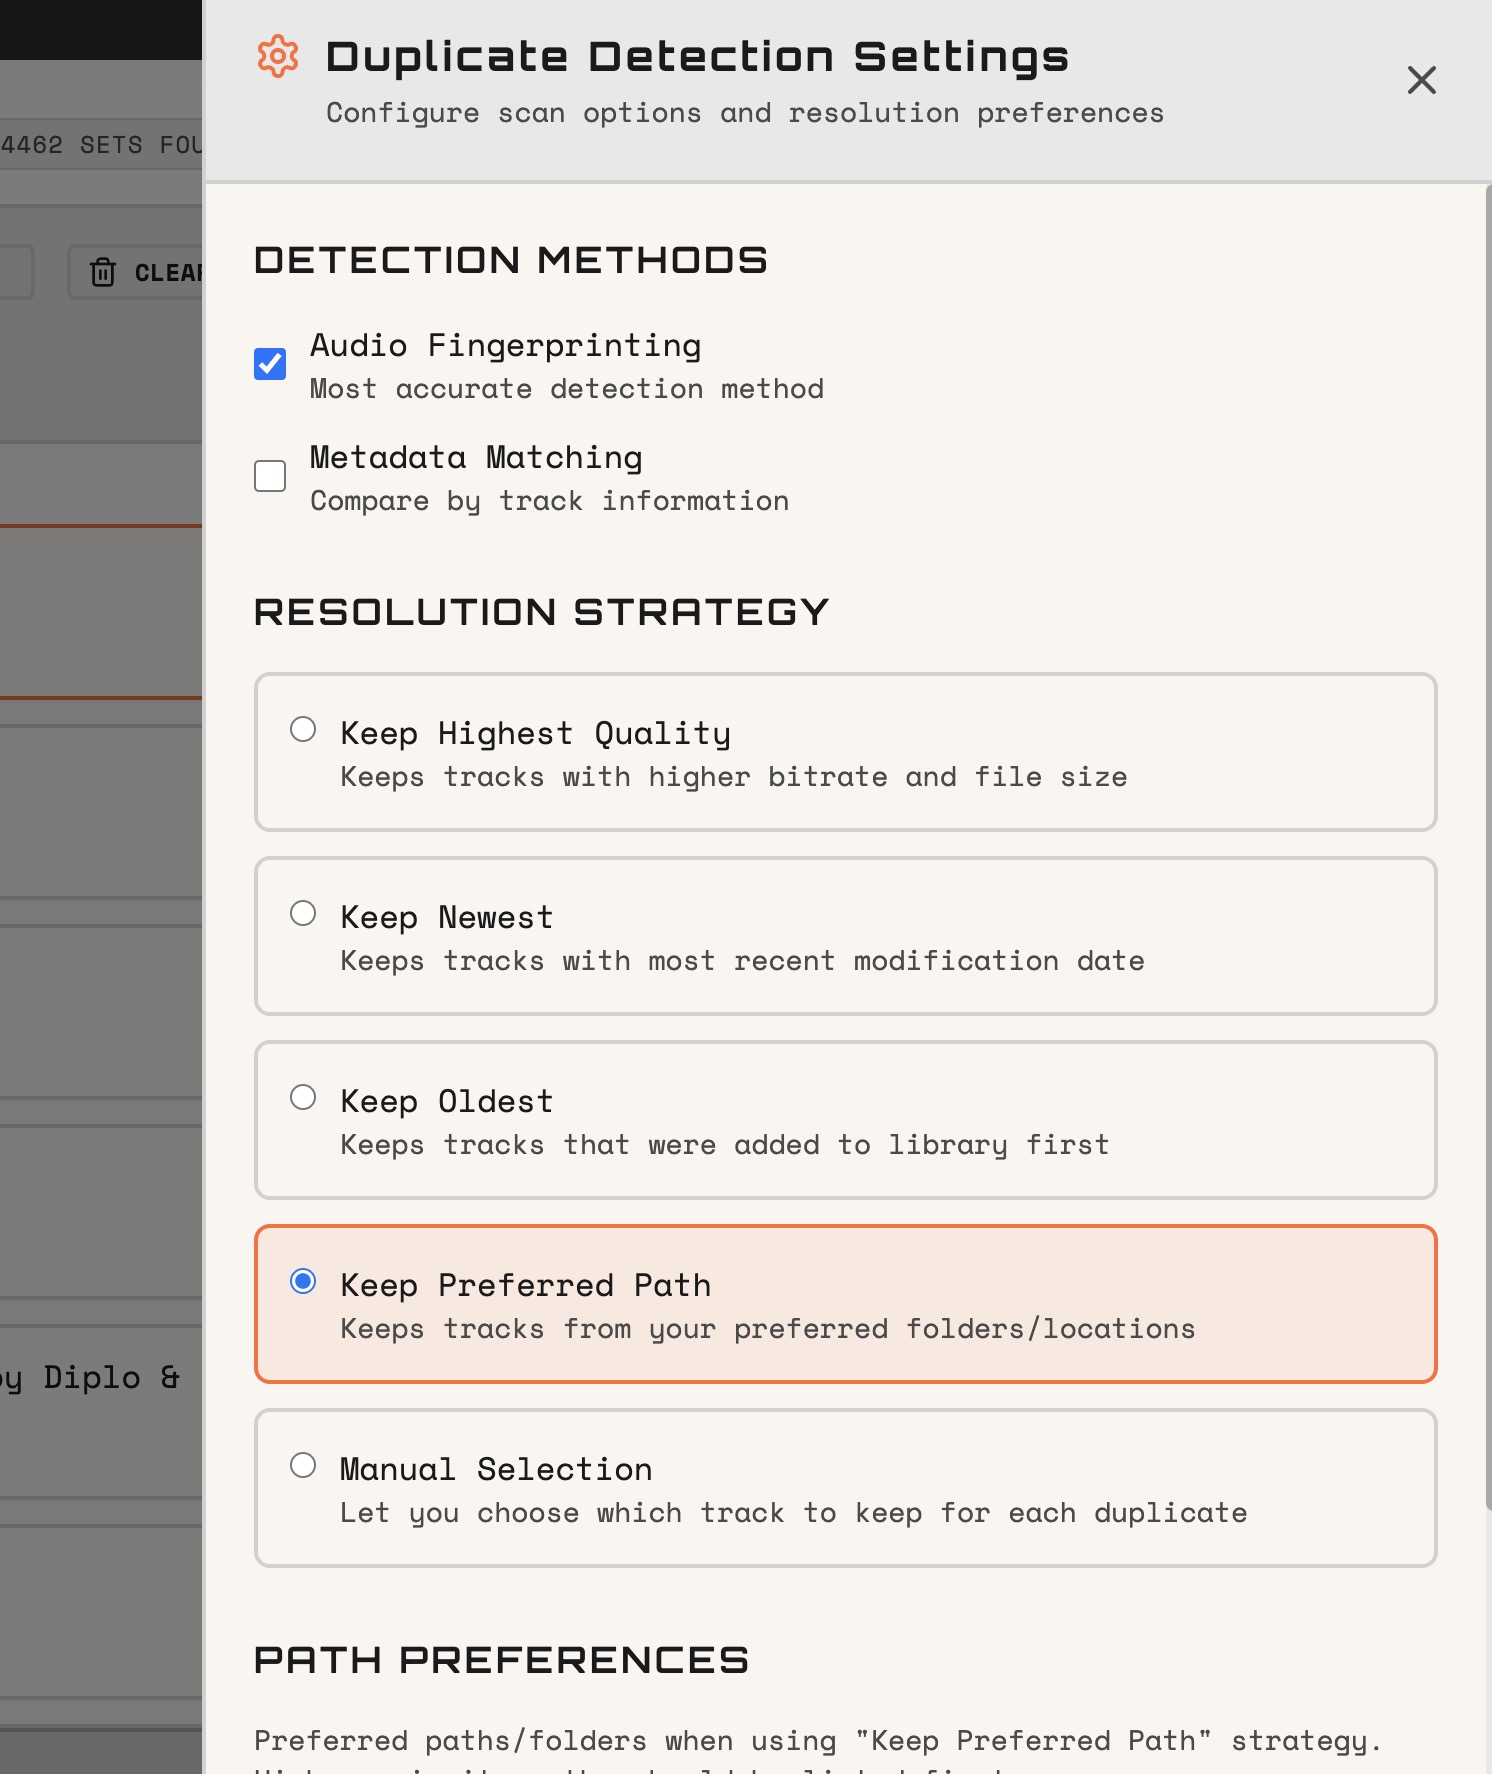 Duplicate Detection Settings
Configure scan options and resolution preferences
4462 SETS FOU
CLEAR
DETECTION METHODS
Audio Fingerprinting
Most accurate detection method
Metadata Matching
Compare by track information
RESOLUTION STRATEGY
Keep Highest Quality
Keeps tracks with higher bitrate and file size
Keep Newest
Keeps tracks with most recent modification date
Keep Oldest
Keeps tracks that were added to library first
Keep Preferred Path
Keeps tracks from your preferred folders/locations
by Diplo &
Manual Selection
Let you choose which track to keep for each duplicate
PATH PREFERENCES
Preferred paths/folders when using "Keep Preferred Path" strategy.